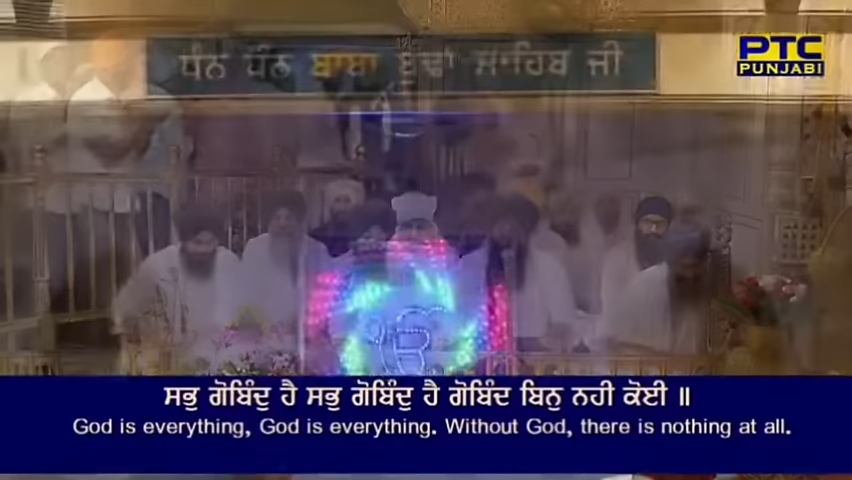 ਧੰਨ ਧੰਨ ਬਾਬਾ ਬੁੱਢਾ ਸਾਹਿਬ ਜੀ
PTC
PUNJABI
ੴ
ਸਭੁ ਗੋਬਿੰਦੁ ਹੈ ਸਭੁ ਗੋਬਿੰਦੁ ਹੈ ਗੋਬਿੰਦ ਬਿਨੁ ਨਹੀ ਕੋਈ ॥
God is everything, God is everything. Without God, there is nothing at all.